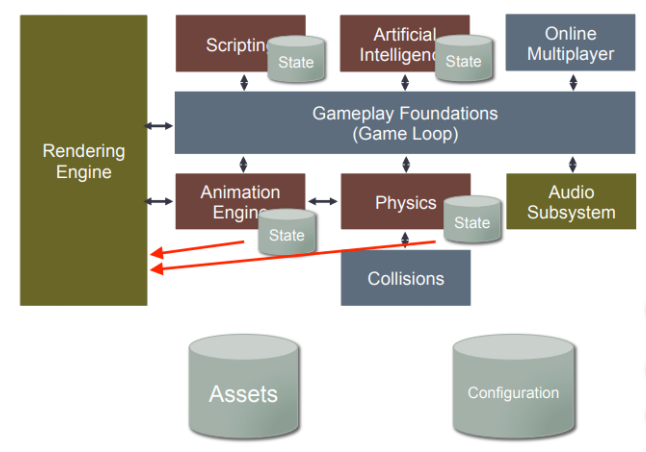 Scripting
State
Artificial
Intelligenc
State
Online
Multiplayer
Gameplay Foundations
(Game Loop)
Rendering
Engine
Animation
Engine
State
Physics
State
Audio
Subsystem
Collisions
Assets
Configuration